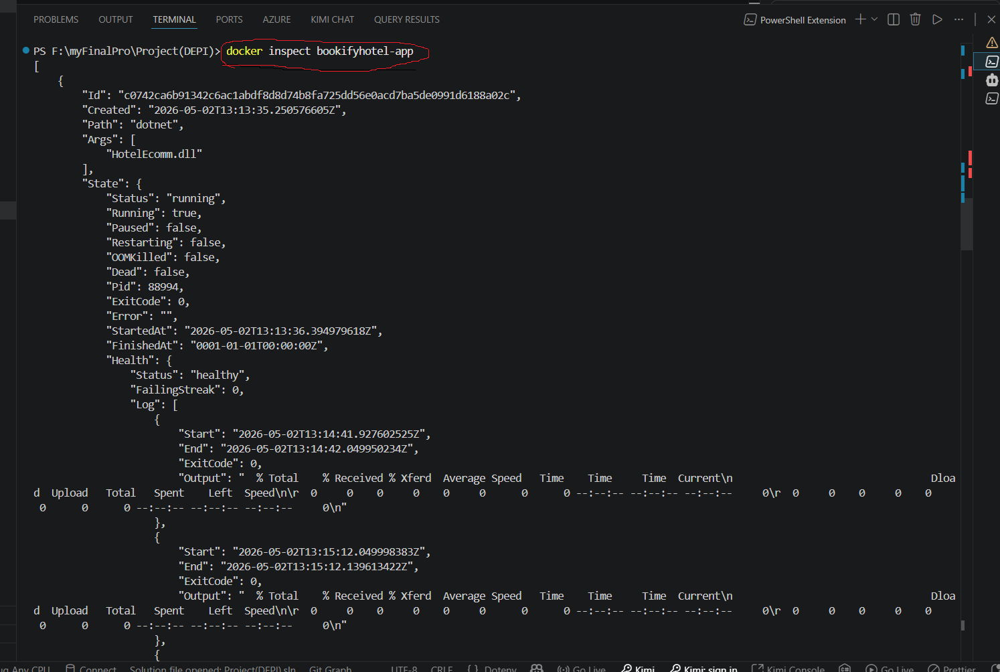 PROBLEMS OUTPUT TERMINAL PORTS AZURE KIMI CHAT QUERY RESULTS PowerShell Extension
PS F:\myFinalPro\Project(DEPI)> docker inspect bookifyhotel-app
[
    {
        "Id": "c0742ca6b91342c6ac1abdf8d8d74b8fa725dd56e0acd7ba5de0991d6188a02c",
        "Created": "2026-05-02T13:13:35.250576605Z",
        "Path": "dotnet",
        "Args": [
            "HotelEcomm.dll"
        ],
        "State": {
            "Status": "running",
            "Running": true,
            "Paused": false,
            "Restarting": false,
            "OOMKilled": false,
            "Dead": false,
            "Pid": 88994,
            "ExitCode": 0,
            "Error": "",
            "StartedAt": "2026-05-02T13:13:36.394979618Z",
            "FinishedAt": "0001-01-01T00:00:00Z",
            "Health": {
                "Status": "healthy",
                "FailingStreak": 0,
                "Log": [
                    {
                        "Start": "2026-05-02T13:14:41.927602525Z",
                        "End": "2026-05-02T13:14:42.049950234Z",
                        "ExitCode": 0,
                        "Output": "  % Total    % Received % Xferd  Average Speed   Time    Time     Time  Current\n                                 Dloa
d  Upload   Total   Spent    Left  Speed\n\r  0     0    0     0    0     0      0      0 --:--:-- --:--:-- --:--:--     0\r  0     0    0     0    0
 0      0      0 --:--:-- --:--:-- --:--:--     0\n"
                    },
                    {
                        "Start": "2026-05-02T13:15:12.049998383Z",
                        "End": "2026-05-02T13:15:12.139613422Z",
                        "ExitCode": 0,
                        "Output": "  % Total    % Received % Xferd  Average Speed   Time    Time     Time  Current\n                                 Dloa
d  Upload   Total   Spent    Left  Speed\n\r  0     0    0     0    0     0      0      0 --:--:-- --:--:-- --:--:--     0\r  0     0    0     0    0
 0      0      0 --:--:-- --:--:-- --:--:--     0\n"
                    },
                    {
Any CPU Connect Solution file opened: Project(DEPI).sln Git Graph UTF-8 CRLF {} Dotenv Go Live Kimi Kimi: sign in Kimi Console Go Live Prettier